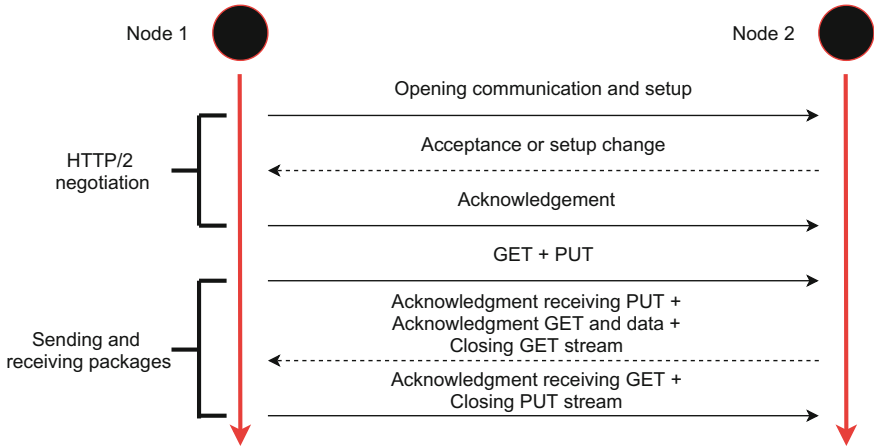 Node 1
Node 2
Opening communication and setup
Acceptance or setup change
HTTP/2
negotiation
Acknowledgement
GET + PUT
Acknowledgment receiving PUT +
Acknowledgment GET and data +
Closing GET stream
Sending and
receiving packages
Acknowledgment receiving GET +
Closing PUT stream